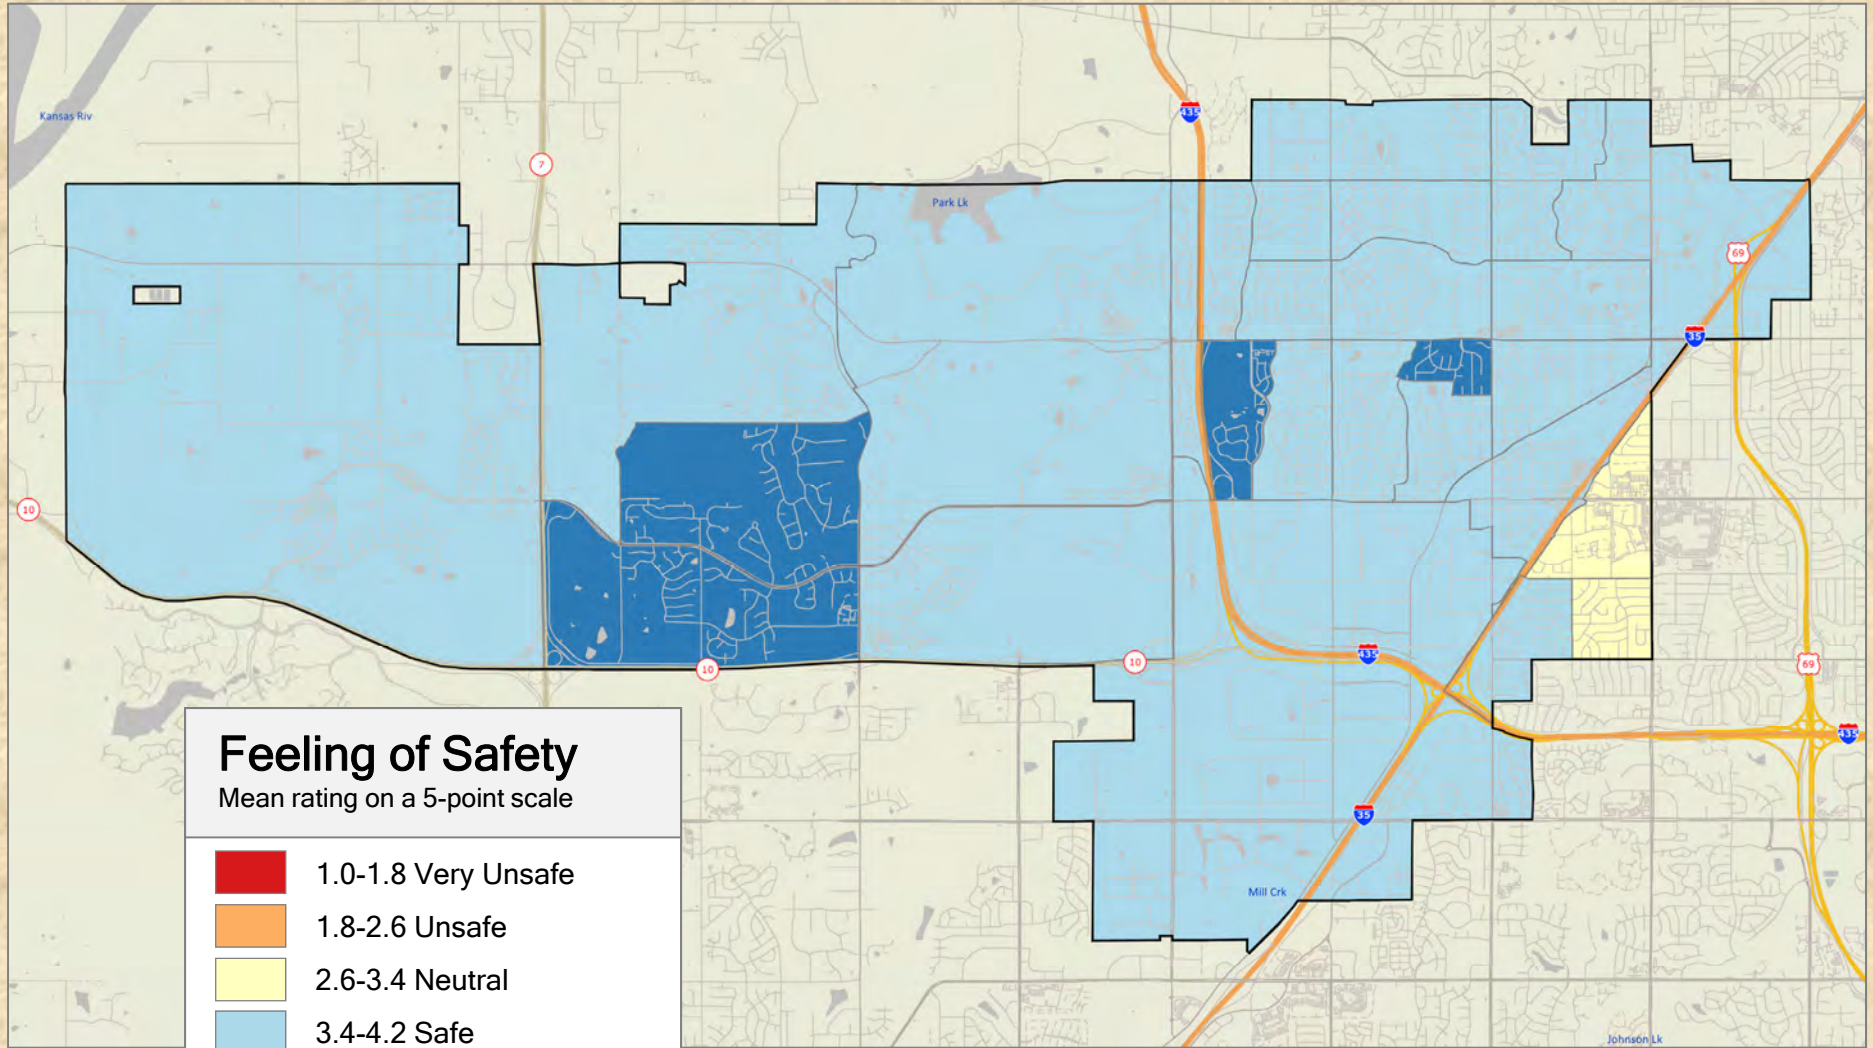 435
Kansas Riv
7
Park Lk
69
35
10
435
10
10
69
435
Feeling of Safety
Mean rating on a 5-point scale
35
1.0-1.8 Very Unsafe
Mill Crk
1.8-2.6 Unsafe
2.6-3.4 Neutral
3.4-4.2 Safe
Johnson Lk